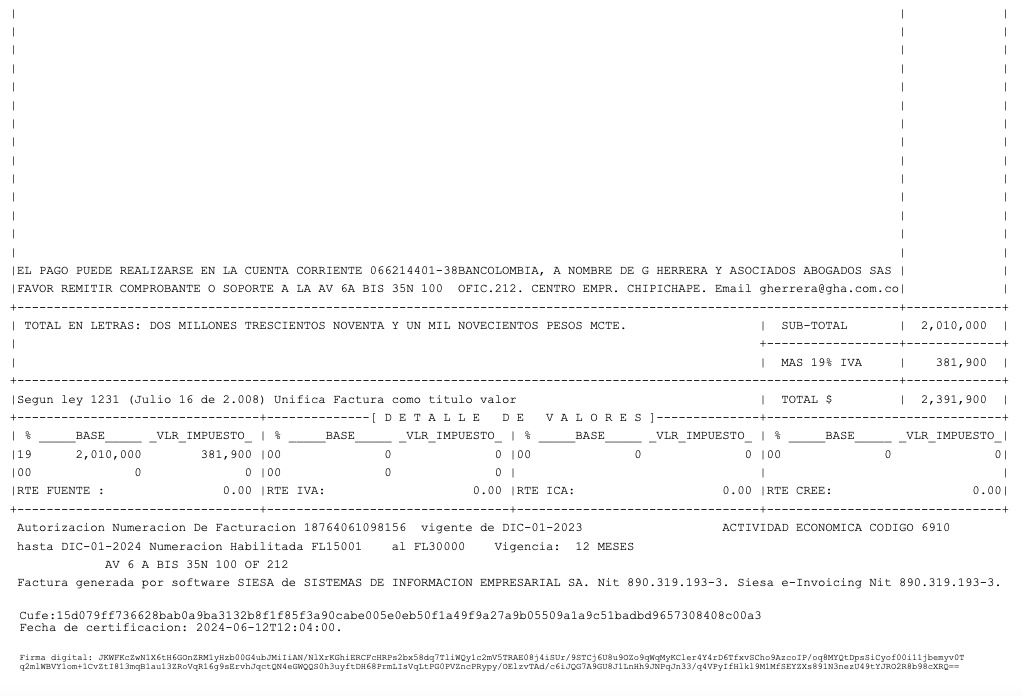 EL PAGO PUEDE REALIZARSE EN LA CUENTA CORRIENTE 066214401-38BANCOLOMBIA, A NOMBRE DE G HERRERA Y ASOCIADOS ABOGADOS SAS
FAVOR REMITIR COMPROBANTE O SOPORTE A LA AV 6A BIS 35N 100 OFIC.212. CENTRO EMPR. CHIPICHAPE. Email gherrera@gha.com.co
TOTAL EN LETRAS: DOS MILLONES TRESCIENTOS NOVENTA Y UN MIL NOVECIENTOS PESOS MCTE. | SUB-TOTAL | 2,010,000
MAS 19% IVA | 381,900
Segun ley 1231 (Julio 16 de 2.008) Unifica Factura como titulo valor | TOTAL $ | 2,391,900
[ D E T A L L E   D E   V A L O R E S ]
| % _____BASE_____ _VLR_IMPUESTO_ | % _____BASE_____ _VLR_IMPUESTO_ | % _____BASE_____ _VLR_IMPUESTO_ | % _____BASE_____ _VLR_IMPUESTO_|
|19 2,010,000 381,900 |00 0 0 |00 0 0 |00 0 0|
|00 0 0 |00 0 0 | | |
|RTE FUENTE : 0.00 |RTE IVA: 0.00 |RTE ICA: 0.00 |RTE CREE: 0.00|
Autorizacion Numeracion De Facturacion 18764061098156 vigente de DIC-01-2023 ACTIVIDAD ECONOMICA CODIGO 6910
hasta DIC-01-2024 Numeracion Habilitada FL15001 al FL30000 Vigencia: 12 MESES
AV 6 A BIS 35N 100 OF 212
Factura generada por software SIESA de SISTEMAS DE INFORMACION EMPRESARIAL SA. Nit 890.319.193-3. Siesa e-Invoicing Nit 890.319.193-3.
Cufe:15d079ff736628bab0a9ba3132b8f1f85f3a90cabe005e0eb50f1a49f9a27a9b05509a1a9c51badbd9657308408c00a3
Fecha de certificacion: 2024-06-12T12:04:00.
Firma digital: